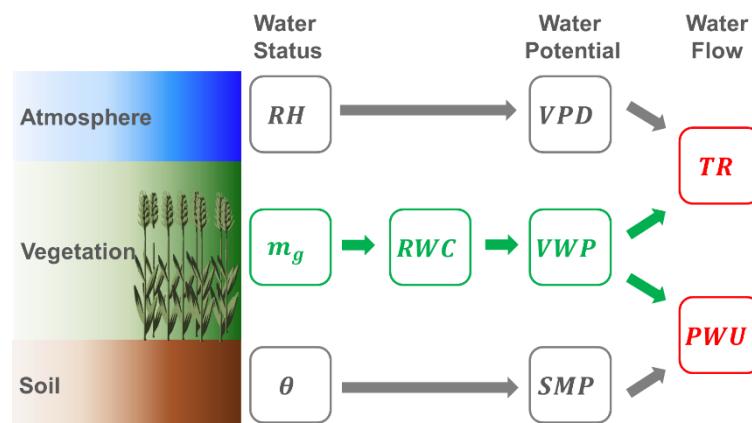 Water
Status
Water
Potential
Water
Flow
Atmosphere
RH
VPD
TR
Vegetation
m_g
RWC
VWP
PWU
Soil
θ
SMP